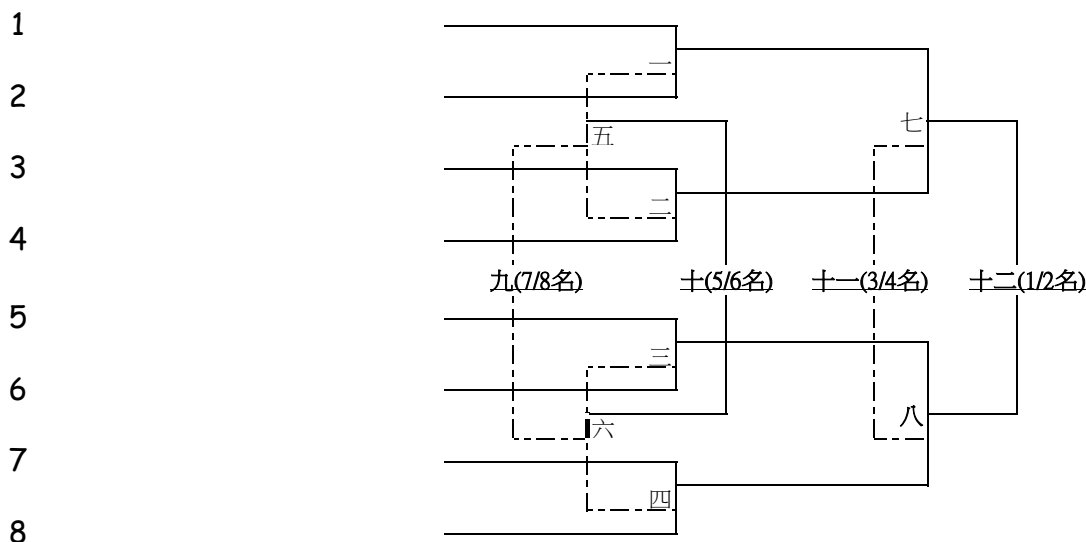 1
一
2
五
七
3
二
4
九(7/8名) 十(5/6名) 十一(3/4名) 十二(1/2名)
5
三
6
六
八
7
四
8